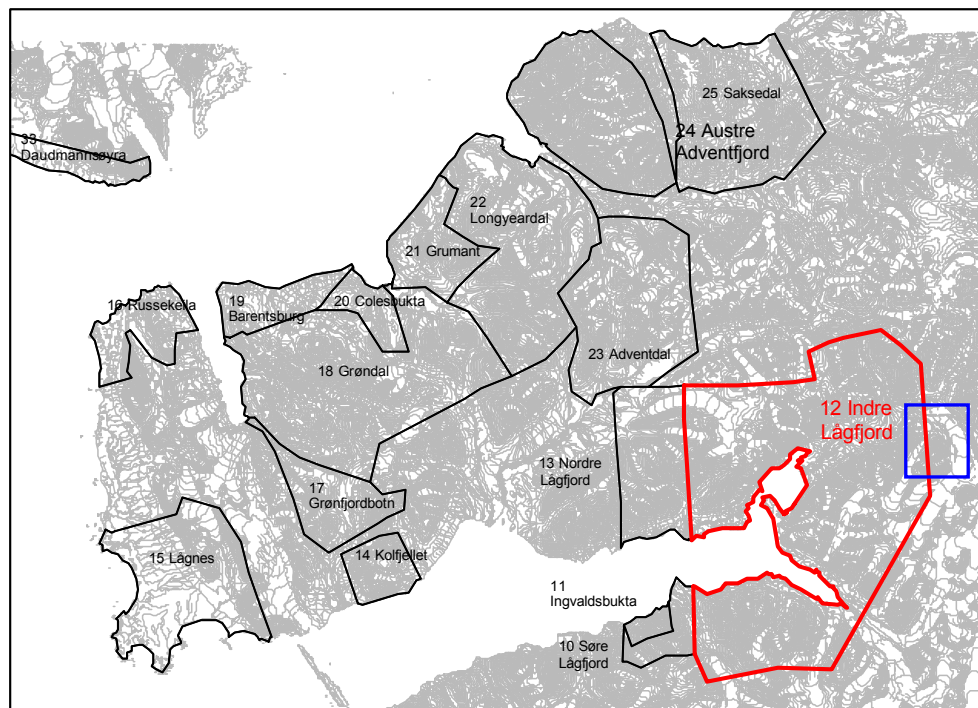 25 Saksedal
24 Austre
Adventfjord
33
Daudmannsøyra
22
Longyeardal
21 Grumant
16 Russekeila
19
Barentsburg
20 Colesbukta
18 Grøndal
23 Adventdal
12 Indre
Lågfjord
13 Nordre
Lågfjord
17
Grønfjordbotn
15 Lågnes
14 Kolfjellet
11
Ingvaldsbukta
10 Søre
Lågfjord